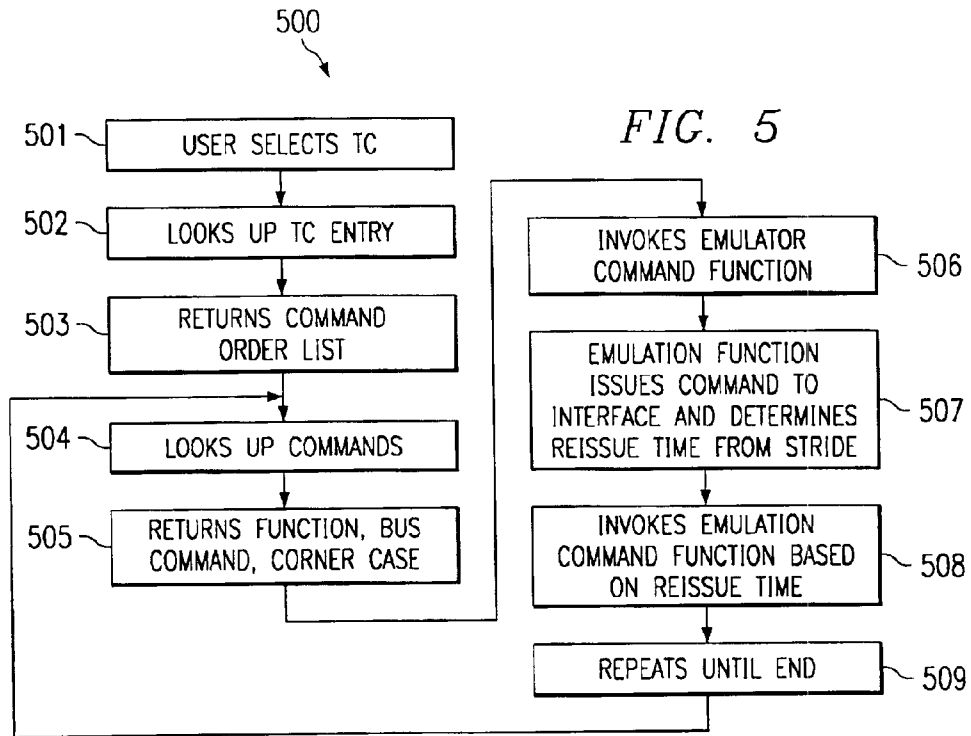 500
FIG. 5
501
USER SELECTS TC
502
LOOKS UP TC ENTRY
503
RETURNS COMMAND
ORDER LIST
504
LOOKS UP COMMANDS
505
RETURNS FUNCTION, BUS
COMMAND, CORNER CASE
INVOKES EMULATOR
COMMAND FUNCTION
506
EMULATION FUNCTION
ISSUES COMMAND TO
INTERFACE AND DETERMINES
REISSUE TIME FROM STRIDE
507
INVOKES EMULATION
COMMAND FUNCTION BASED
ON REISSUE TIME
508
REPEATS UNTIL END
509